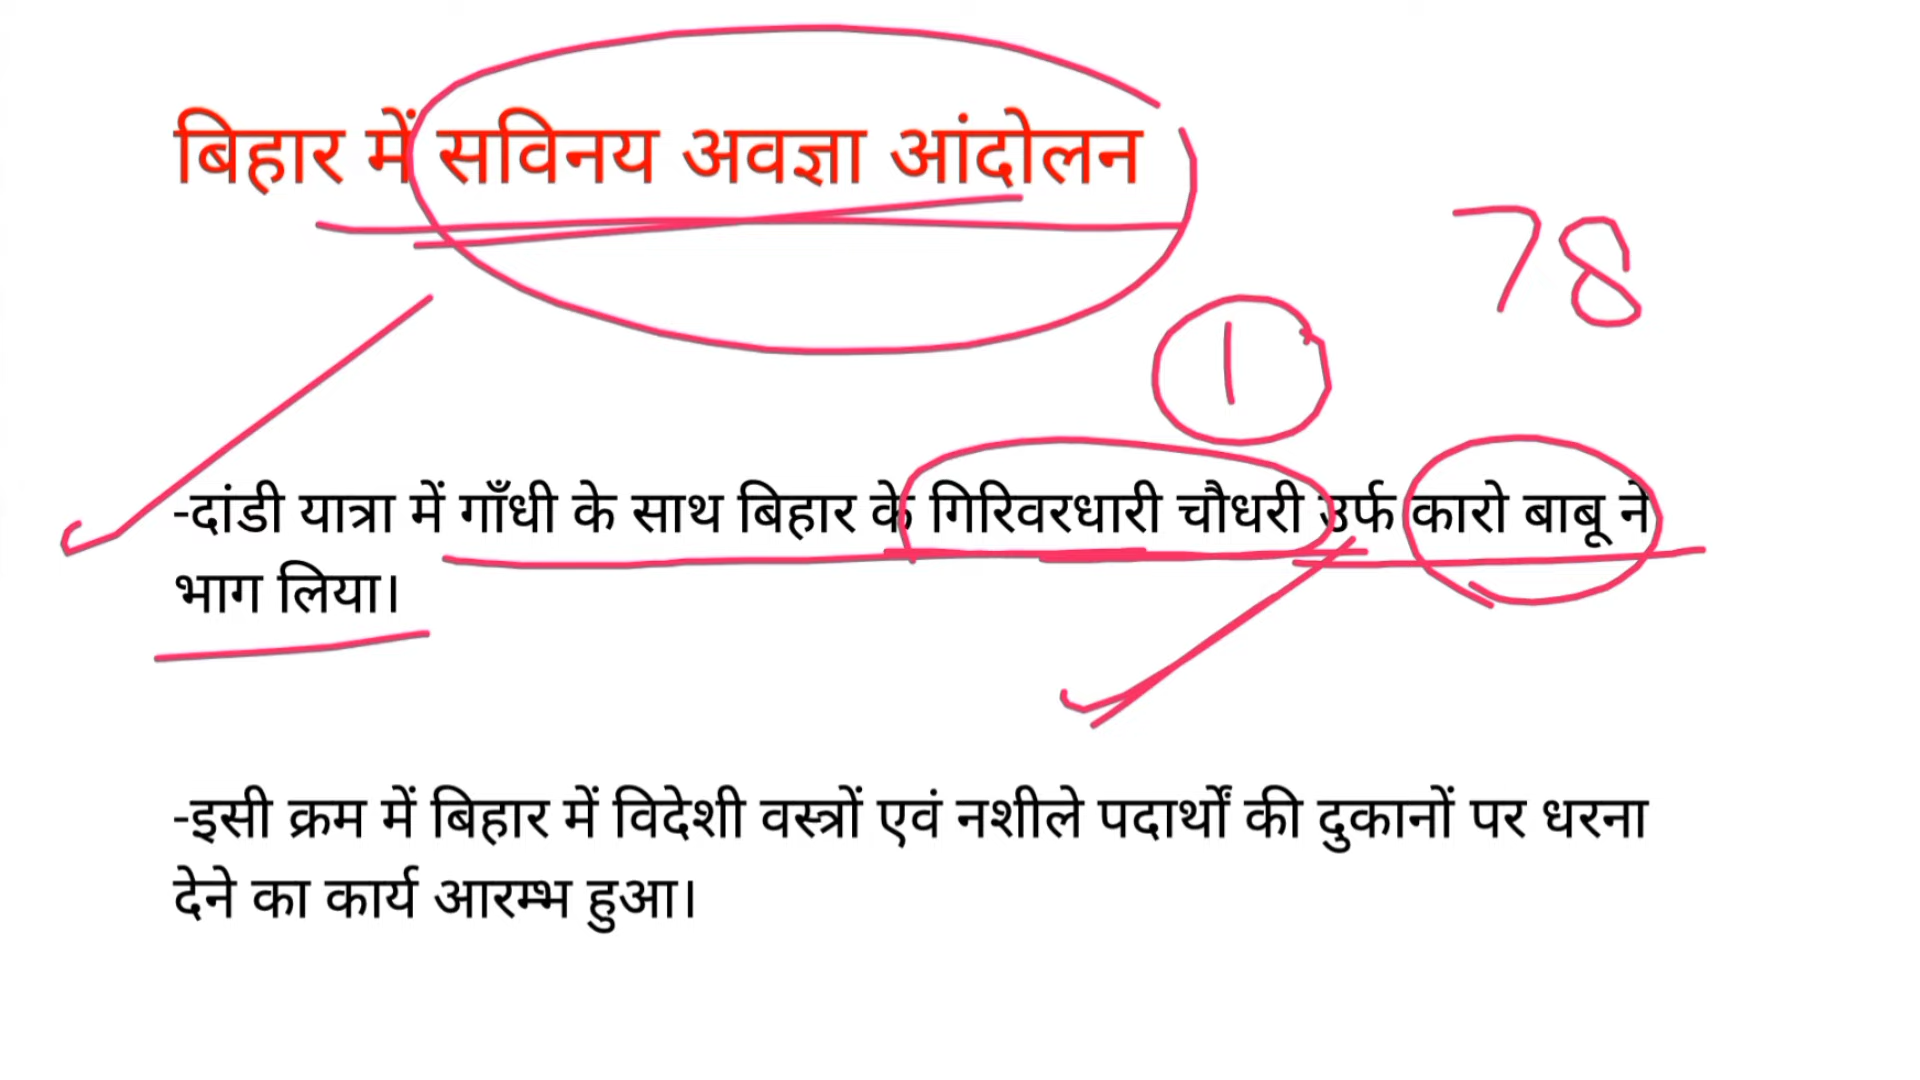 बिहार में सविनय अवज्ञा आंदोलन
78
1
-दांडी यात्रा में गाँधी के साथ बिहार के गिरिवरधारी चौधरी उर्फ कारो बाबू ने
भाग लिया।
-इसी क्रम में बिहार में विदेशी वस्त्रों एवं नशीले पदार्थों की दुकानों पर धरना
देने का कार्य आरम्भ हुआ।